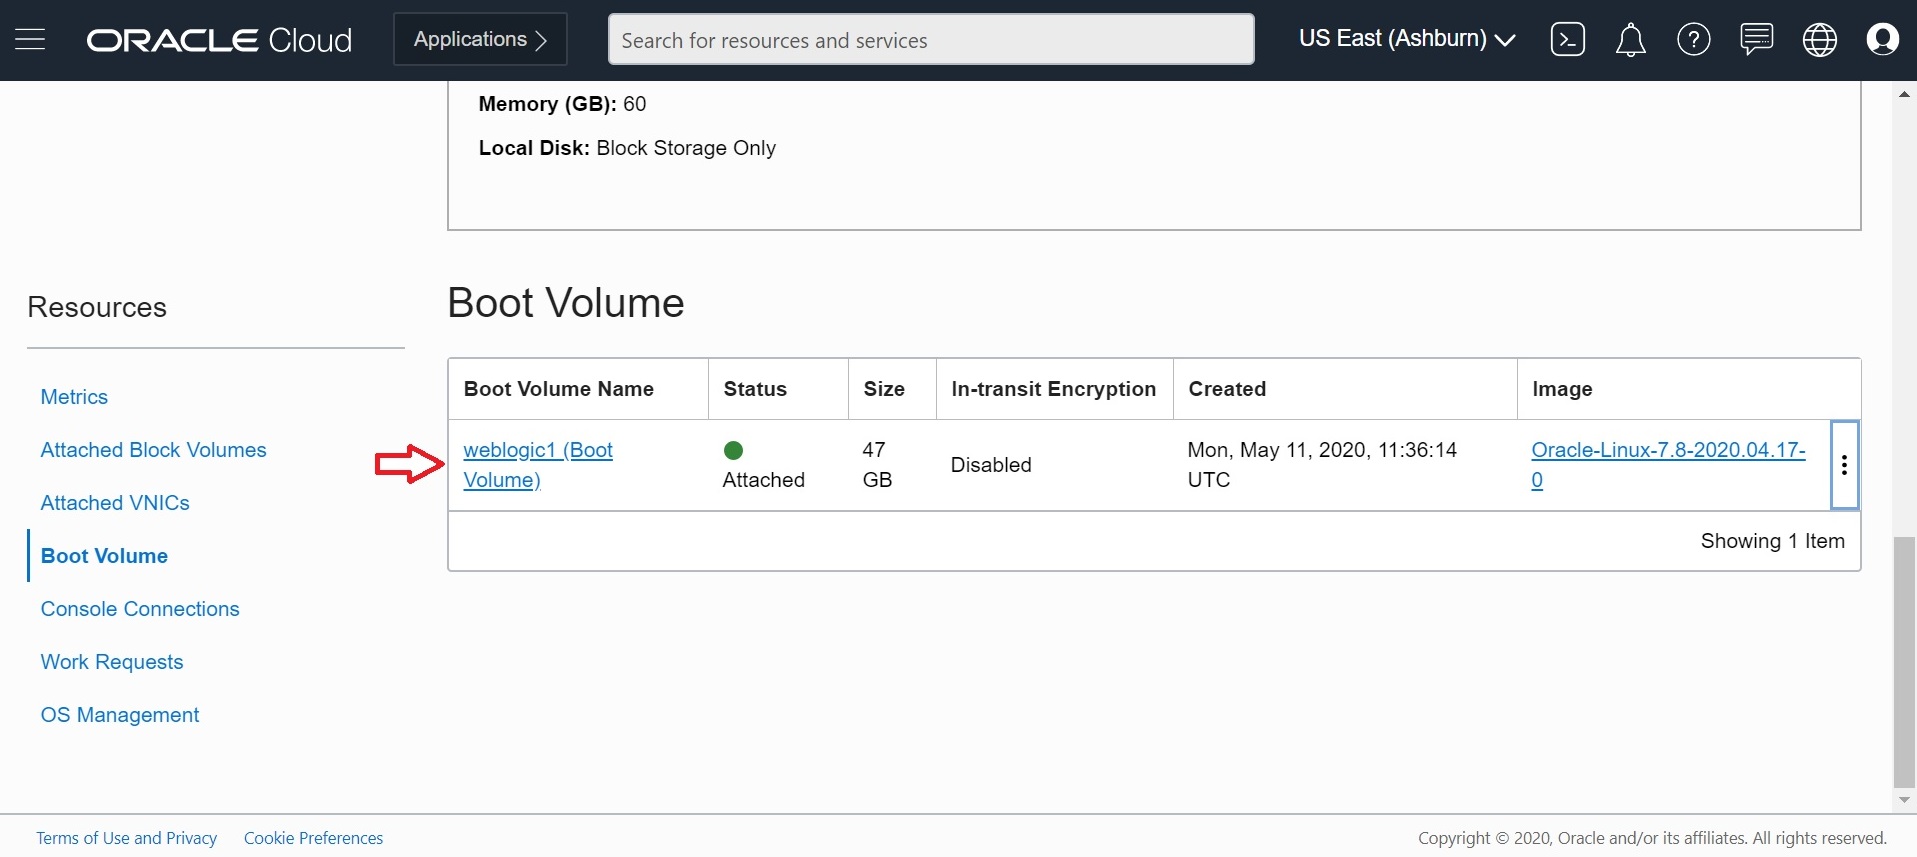 ORACLE Cloud
Applications
Search for resources and services
US East (Ashburn)
Memory (GB): 60
Local Disk: Block Storage Only
Resources
Metrics
Attached Block Volumes
Attached VNICs
Boot Volume
Console Connections
Work Requests
OS Management
Boot Volume
Boot Volume Name Status Size In-transit Encryption Created Image
weblogic1 (Boot
Volume)
Attached
47
GB
Disabled
Mon, May 11, 2020, 11:36:14
UTC
Oracle-Linux-7.8-2020.04.17-
0
Showing 1 Item
Terms of Use and Privacy Cookie Preferences
Copyright © 2020, Oracle and/or its affiliates. All rights reserved.